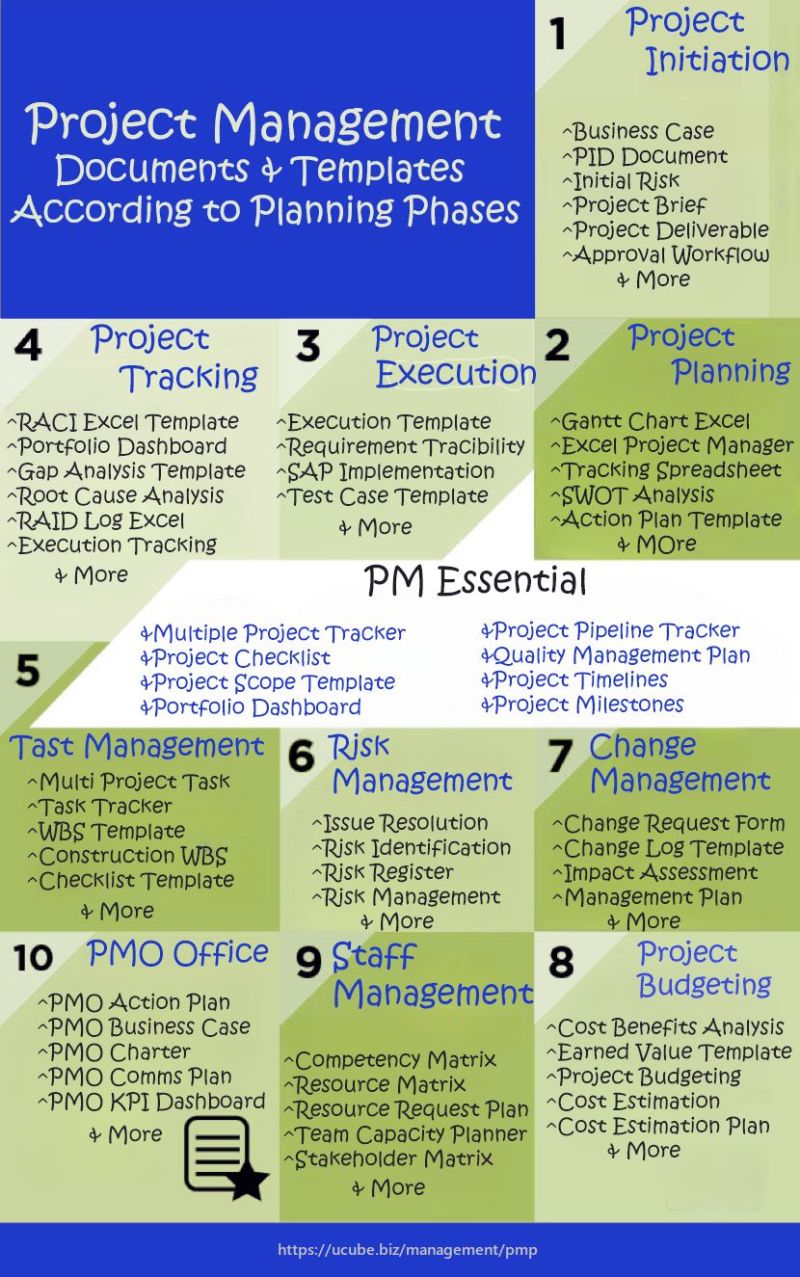 Project Management
Documents & Templates
According to Planning Phases
1
Project
Initiation
^Business Case
^PID Document
^Initial Risk
^Project Brief
^Project Deliverable
^Approval Workflow
& More
2
Project
Planning
^Gantt Chart Excel
^Excel Project Manager
^Tracking Spreadsheet
^SWOT Analysis
^Action Plan Template
& MOre
3
Project
Execution
^Execution Template
^Requirement Tracibility
^SAP Implementation
^Test Case Template
& More
4
Project
Tracking
^RACI Excel Template
^Portfolio Dashboard
^Gap Analysis Template
^Root Cause Analysis
^RAID Log Excel
^Execution Tracking
& More
PM Essential
&Multiple Project Tracker
&Project Checklist
&Project Scope Template
&Portfolio Dashboard
&Project Pipeline Tracker
&Quality Management Plan
&Project Timelines
&Project Milestones
5
Tast Management
^Multi Project Task
^Task Tracker
^WBS Template
^Construction WBS
^Checklist Template
& More
6
Risk
Management
^Issue Resolution
^Risk Identification
^Risk Register
^Risk Management
& More
7
Change
Management
^Change Request Form
^Change Log Template
^Impact Assessment
^Management Plan
& More
8
Project
Budgeting
^Cost Benefits Analysis
^Earned Value Template
^Project Budgeting
^Cost Estimation
^Cost Estimation Plan
& More
9
Staff
Management
^Competency Matrix
^Resource Matrix
^Resource Request Plan
^Team Capacity Planner
^Stakeholder Matrix
& More
10
PMO Office
^PMO Action Plan
^PMO Business Case
^PMO Charter
^PMO Comms Plan
^PMO KPI Dashboard
& More
https://ucube.biz/management/pmp